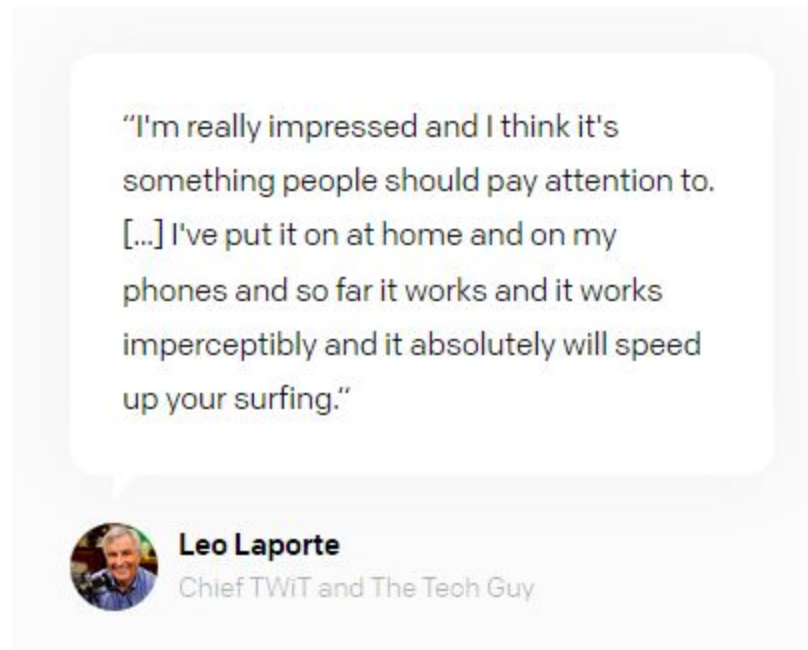 “I'm really impressed and I think it's
something people should pay attention to.
[...] I've put it on at home and on my
phones and so far it works and it works
imperceptibly and it absolutely will speed
up your surfing.”
Leo Laporte
Chief TWiT and The Tech Guy